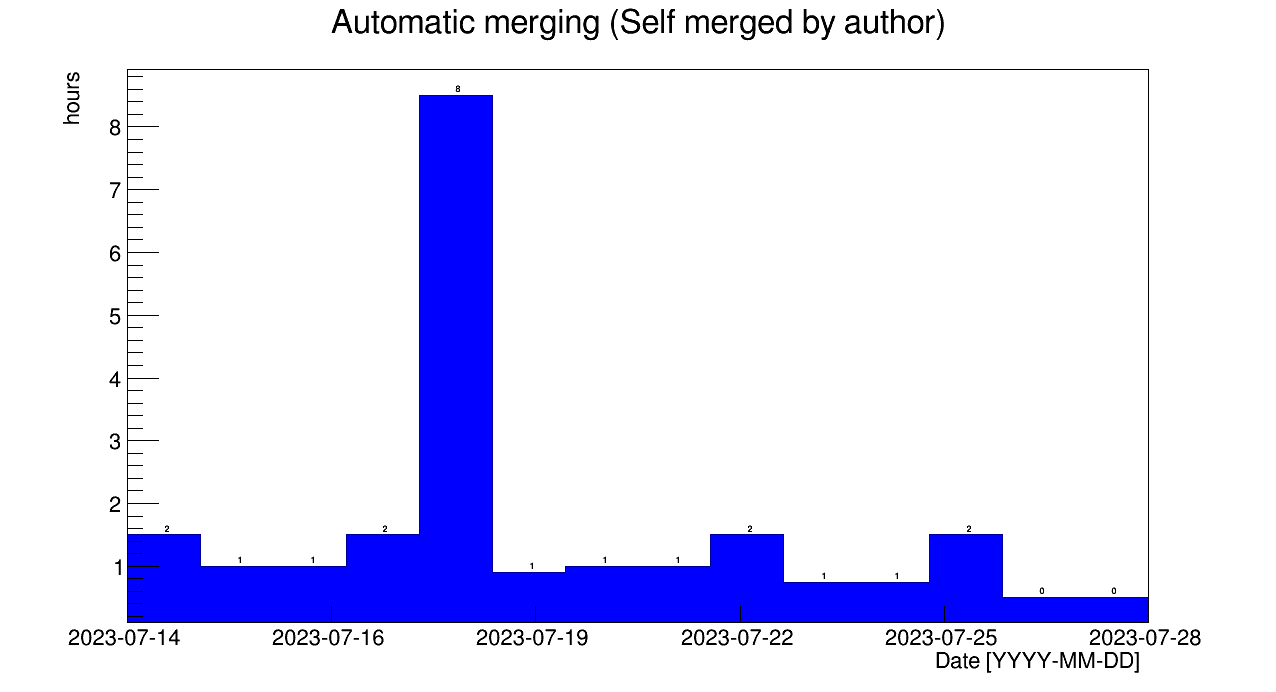 Automatic merging (Self merged by author)
hours
8
7
6
5
4
3
2
1
2 1 1 2 8 1 1 1 2 1 1 2 0 0
2023-07-14 2023-07-16 2023-07-19 2023-07-22 2023-07-25 2023-07-28
Date [YYYY-MM-DD]